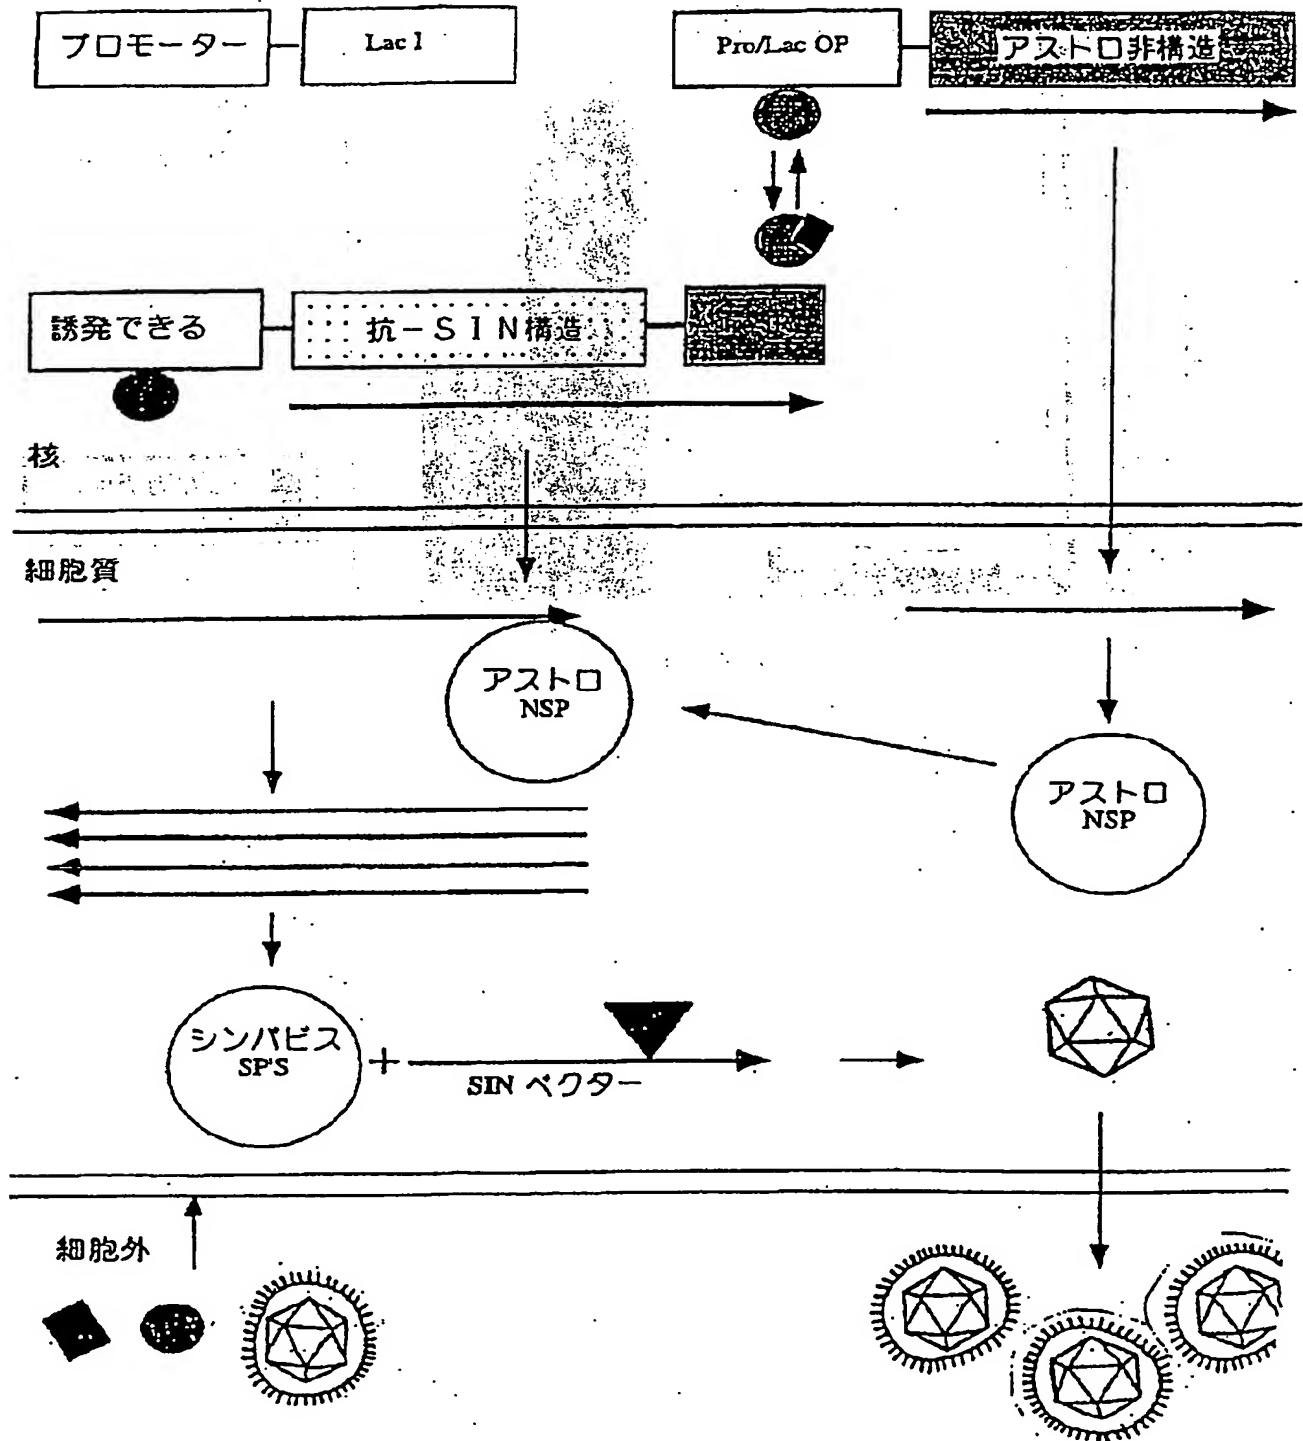 プロモーター
Lac I
Pro/Lac OP
アストロ非構造
誘発できる
抗-SIN構造
核
細胞質
アストロ
NSP
アストロ
NSP
シンパビス
SP'S
+
SIN ベクター
細胞外